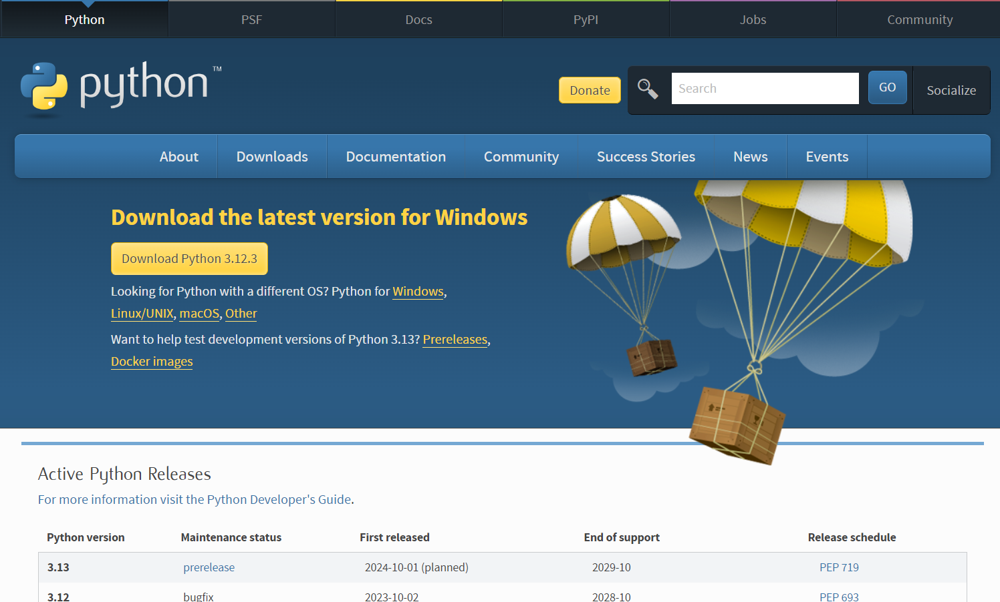 Python PSF Docs PyPI Jobs Community
python™
Donate Search GO Socialize
About Downloads Documentation Community Success Stories News Events
Download the latest version for Windows
Download Python 3.12.3
Looking for Python with a different OS? Python for Windows,
Linux/UNIX, macOS, Other
Want to help test development versions of Python 3.13? Prereleases,
Docker images
Active Python Releases
For more information visit the Python Developer's Guide.
Python version Maintenance status First released End of support Release schedule
3.13 prerelease 2024-10-01 (planned) 2029-10 PEP 719
3.12 bugfix 2023-10-02 2028-10 PEP 693